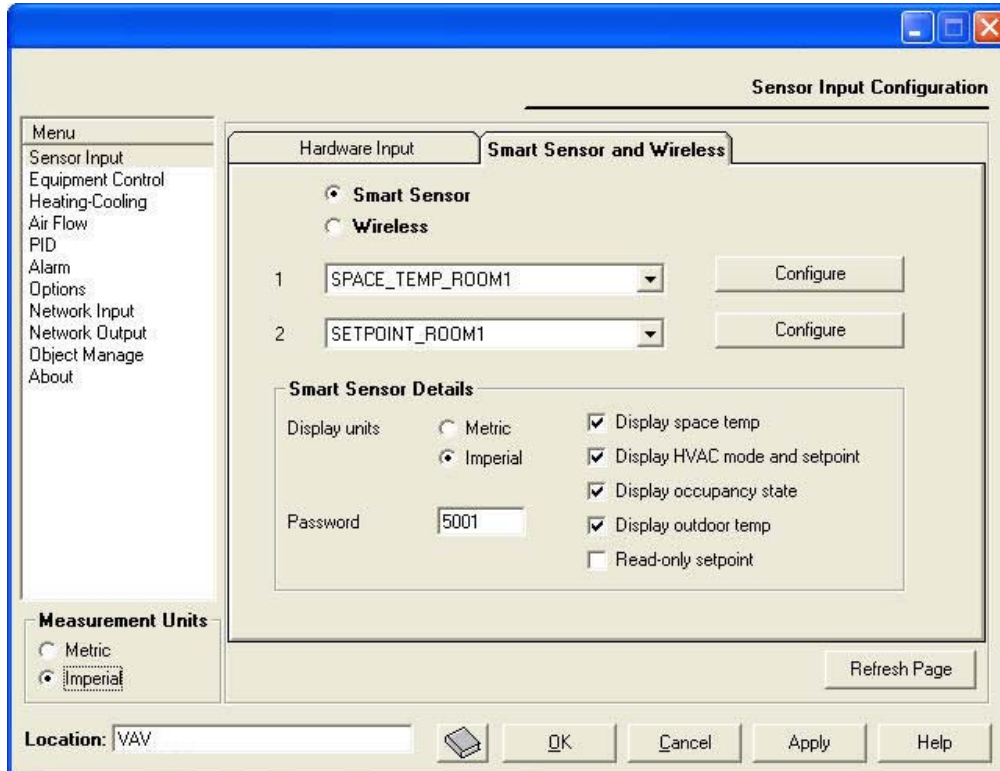 Sensor Input Configuration
Menu
Sensor Input
Equipment Control
Heating-Cooling
Air Flow
PID
Alarm
Options
Network Input
Network Output
Object Manage
About
Measurement Units
Metric
Imperial
Hardware Input
Smart Sensor and Wireless
Smart Sensor
Wireless
1 SPACE_TEMP_ROOM1 Configure
2 SETPOINT_ROOM1 Configure
Smart Sensor Details
Display units
Metric
Imperial
Password 5001
Display space temp
Display HVAC mode and setpoint
Display occupancy state
Display outdoor temp
Read-only setpoint
Refresh Page
Location: VAV
OK Cancel Apply Help